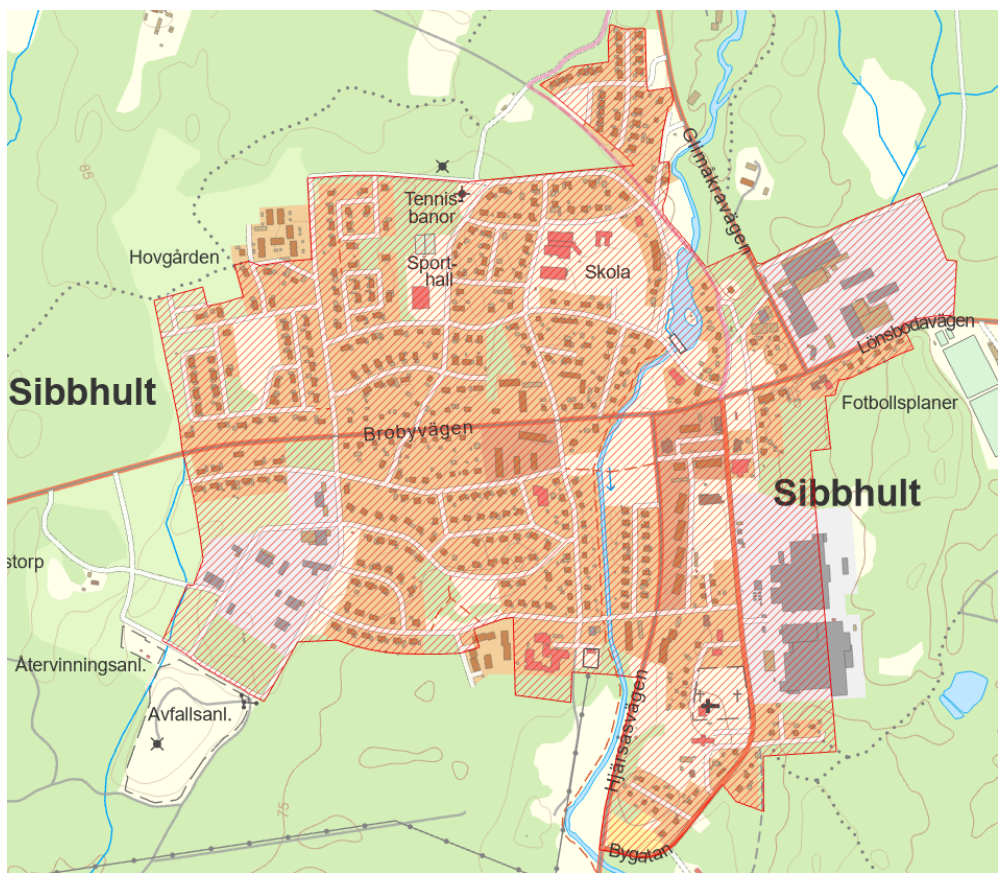 Glimåkravägen
85
Tennis-
banor
Hovgården
Sport-
hall
Skola
Lönsbodavägen
Sibbhult
Fotbollsplaner
Brobyvägen
Sibbhult
storp
Återvinningsanl.
Avfallsanl.
Hjärsåsvägen
75
Bygatan